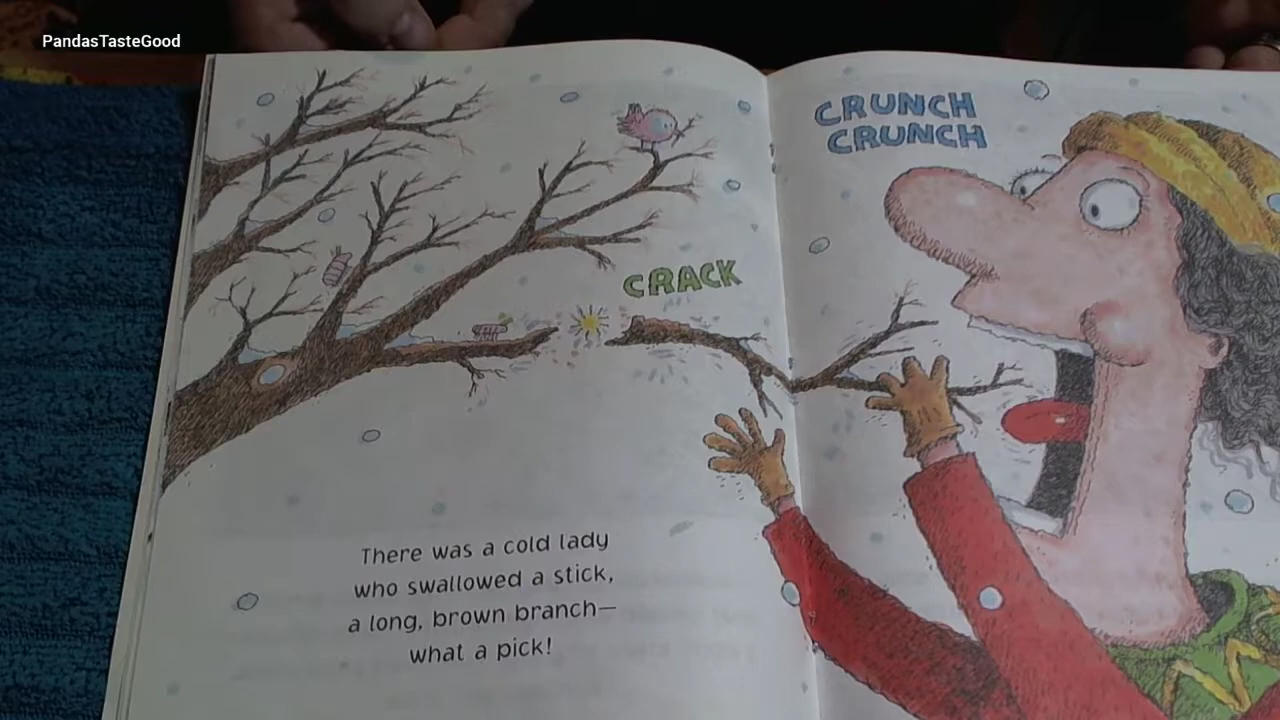 PandasTasteGood
CRACK
There was a cold lady
who swallowed a stick,
a long, brown branch—
what a pick!
CRUNCH
CRUNCH